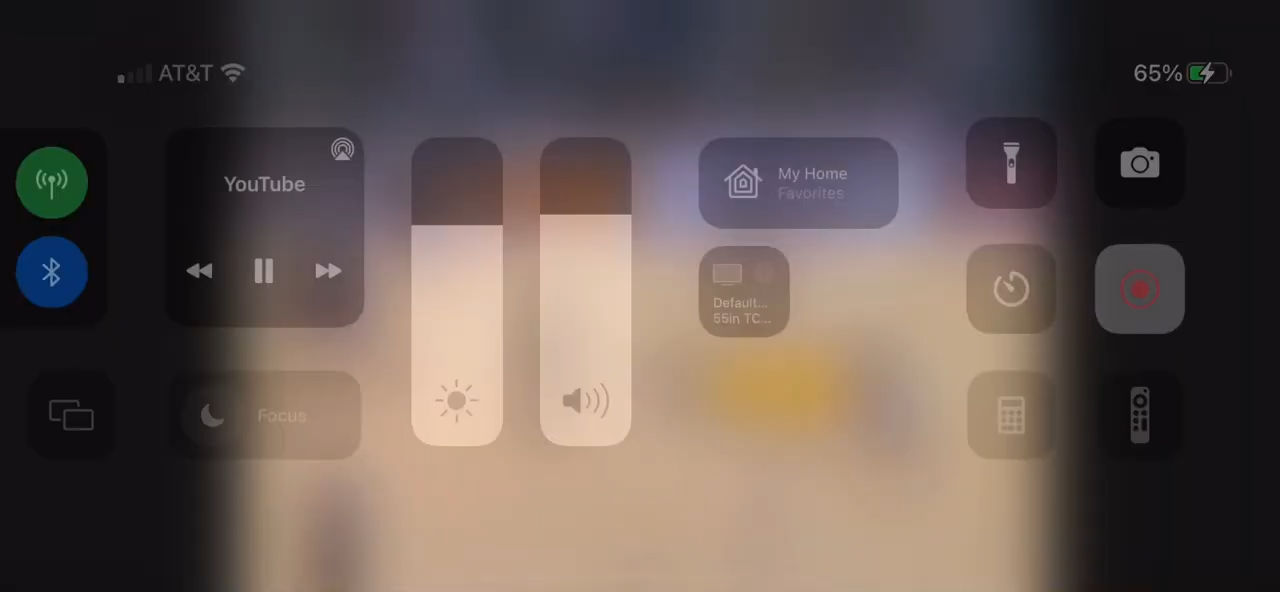 AT&T
65%
YouTube
My Home
Favorites
Default...
55in TC...
Focus